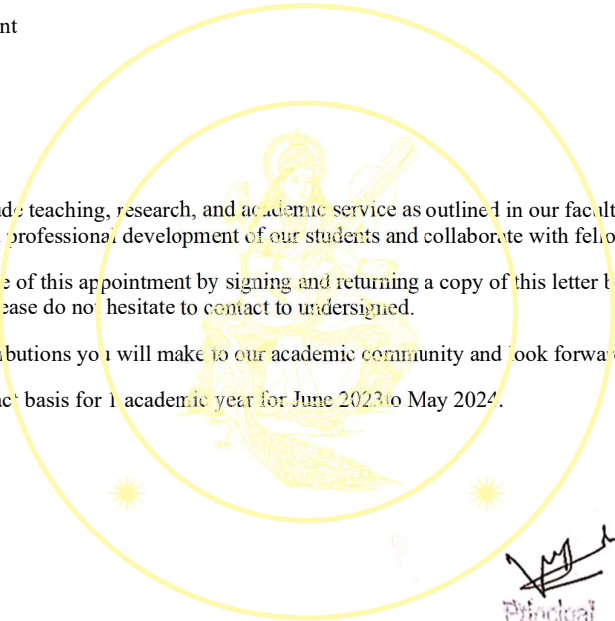 nt
ude teaching, research, and academic service as outlined in our facult
professional development of our students and collaborate with fello
e of this appointment by signing and returning a copy of this letter b
ease do not hesitate to contact to undersigned.
butions you will make to our academic community and look forwa
act basis for 1 academic year for June 2023to May 2024.
Principal